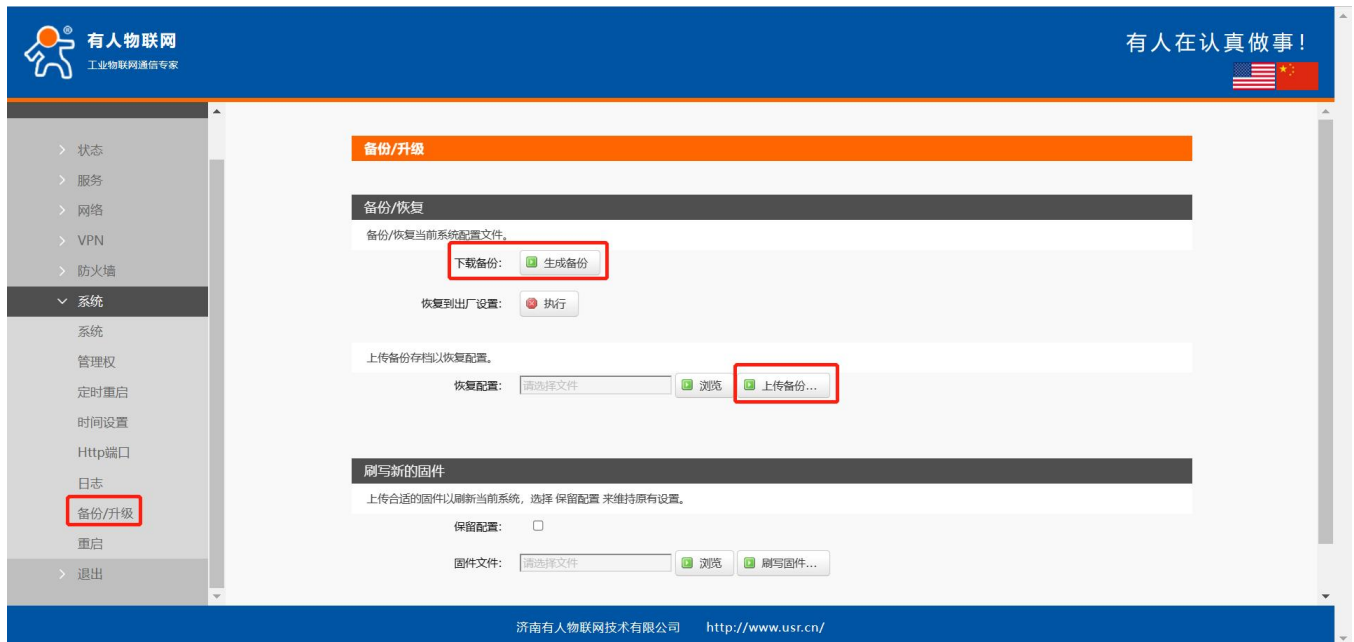 有人物联网
工业物联网通信专家
有人在认真做事!
状态
服务
网络
VPN
防火墙
系统
系统
管理权
定时重启
时间设置
Http端口
日志
备份/升级
重启
退出
备份/升级
备份/恢复
备份/恢复当前系统配置文件。
下载备份: 生成备份
恢复到出厂设置: 执行
上传备份存档以恢复配置。
恢复配置: 请选择文件 浏览 上传备份...
刷写新的固件
上传合适的固件以刷新当前系统, 选择 保留配置 来维持原有设置。
保留配置:
固件文件: 请选择文件 浏览 刷写固件...
济南有人物联网技术有限公司 http://www.usr.cn/